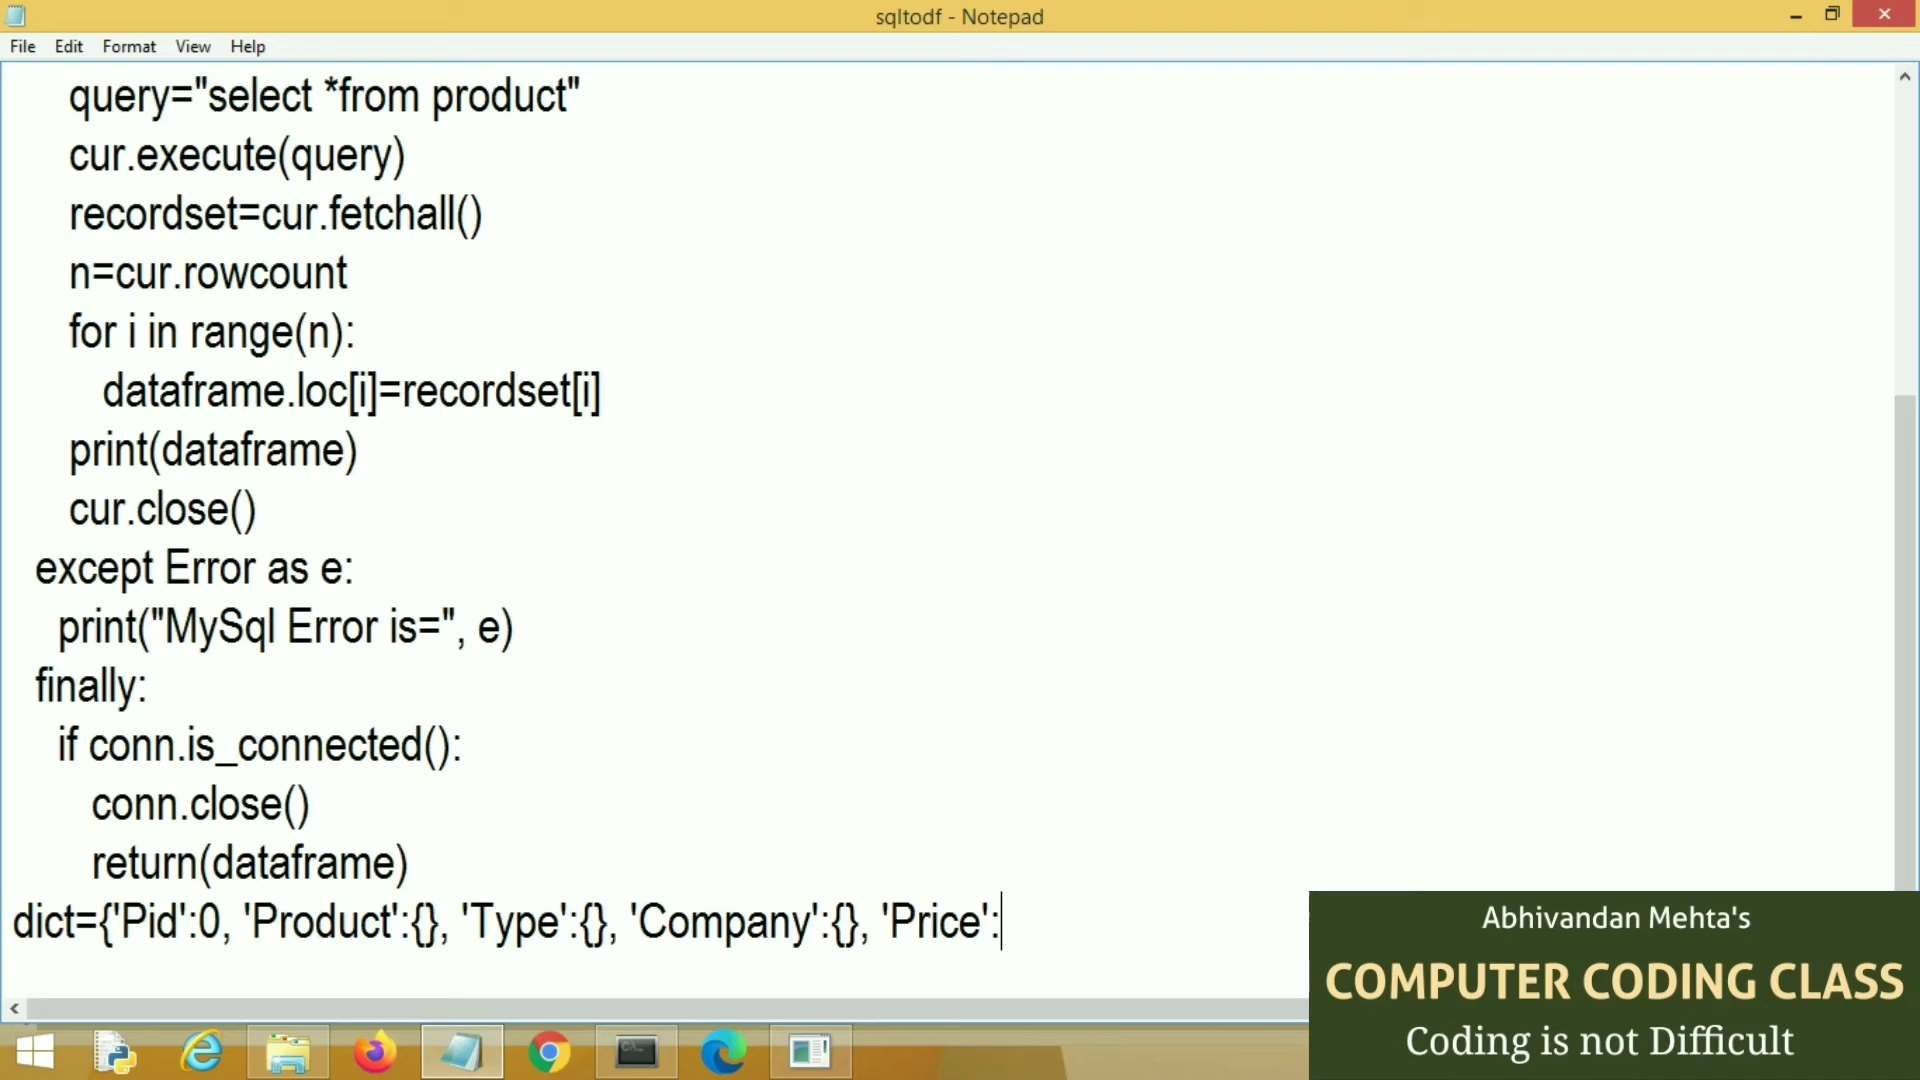 sqltodf - Notepad
File Edit Format View Help
query="select *from product"
cur.execute(query)
recordset=cur.fetchall()
n=cur.rowcount
for i in range(n):
dataframe.loc[i]=recordset[i]
print(dataframe)
cur.close()
except Error as e:
print("MySql Error is=", e)
finally:
if conn.is_connected():
conn.close()
return(dataframe)
dict={'Pid':0, 'Product':{}, 'Type':{}, 'Company':{}, 'Price':
Abhivandan Mehta's
COMPUTER CODING CLASS
Coding is not Difficult